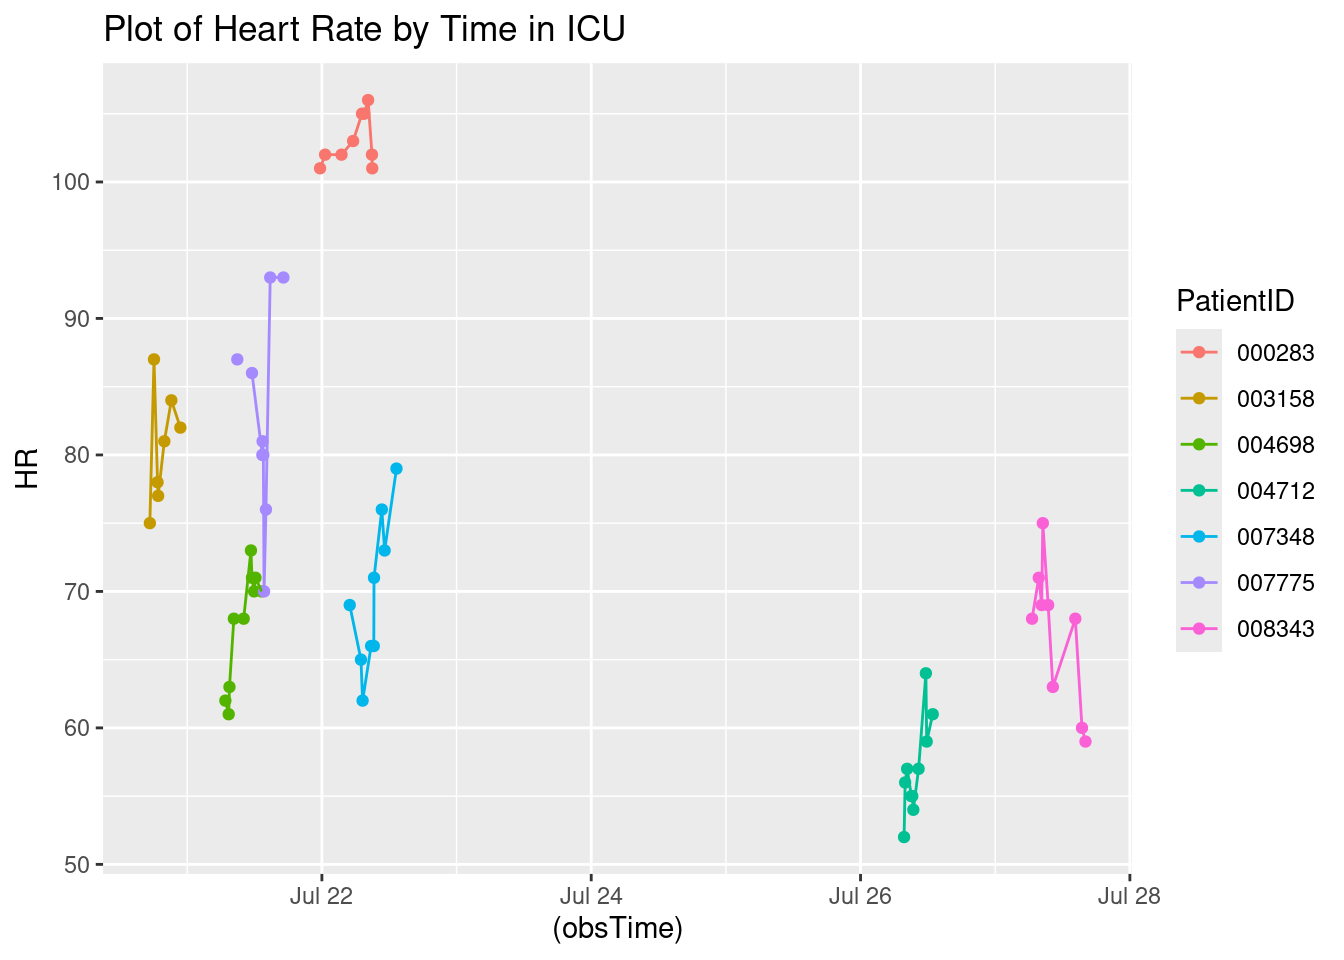 Plot of Heart Rate by Time in ICU
HR
100
90
80
70
60
50
Jul 22
Jul 24
Jul 26
Jul 28
(obsTime)
PatientID
000283
003158
004698
004712
007348
007775
008343